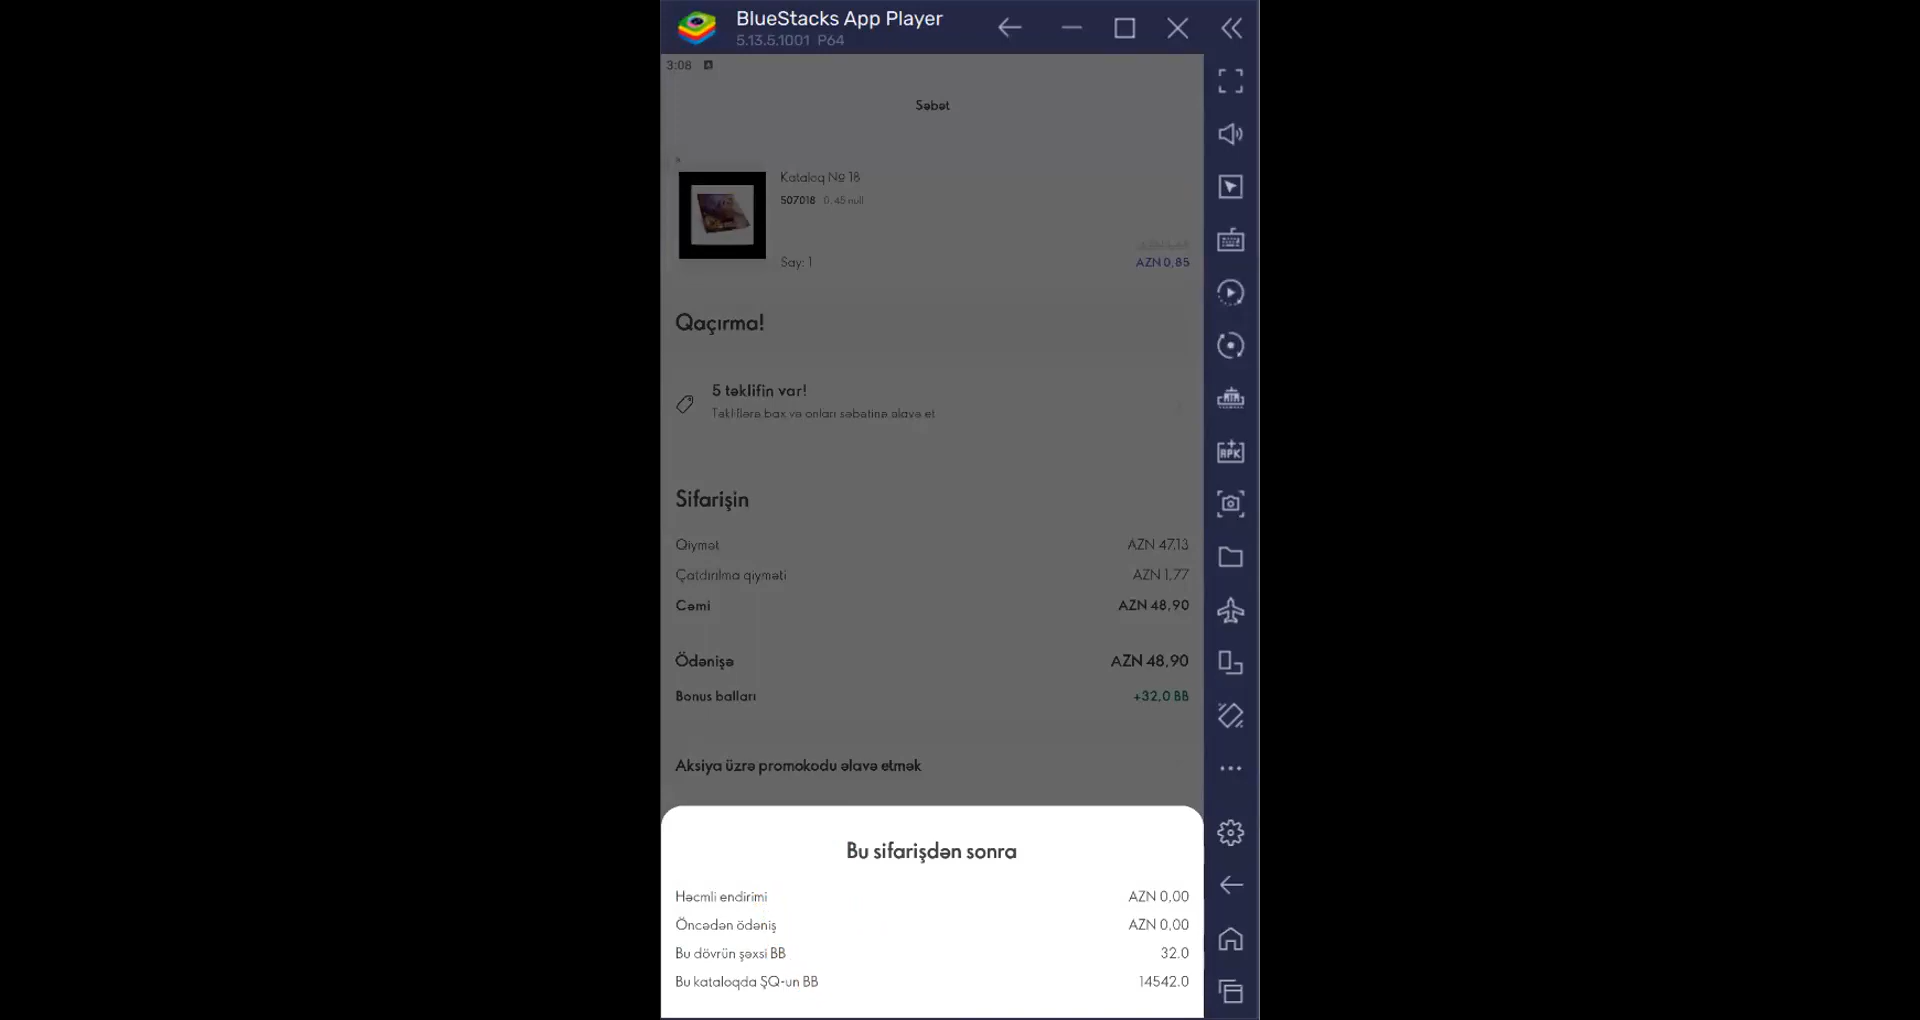 BlueStacks App Player
5.13.5.1001 P64
3:08
Səbət
Kataloq № 18
507018 0.45 null
Say: 1
AZN 0,85
Qaçırma!
5 təklifin var!
Təkliflərə bax və onları səbətinə əlavə et
Sifarişin
Qiymət AZN 47,13
Çatdırılma qiyməti AZN 1,77
Cəmi AZN 48,90
Ödənişə AZN 48,90
Bonus balları +32,0 BB
Aksiya üzrə promokodu əlavə etmək
Bu sifarişdən sonra
Həcmli endirimi AZN 0,00
Öncədən ödəniş AZN 0,00
Bu dövrün şəxsi BB 32.0
Bu kataloqda ŞQ-un BB 14542.0
APK